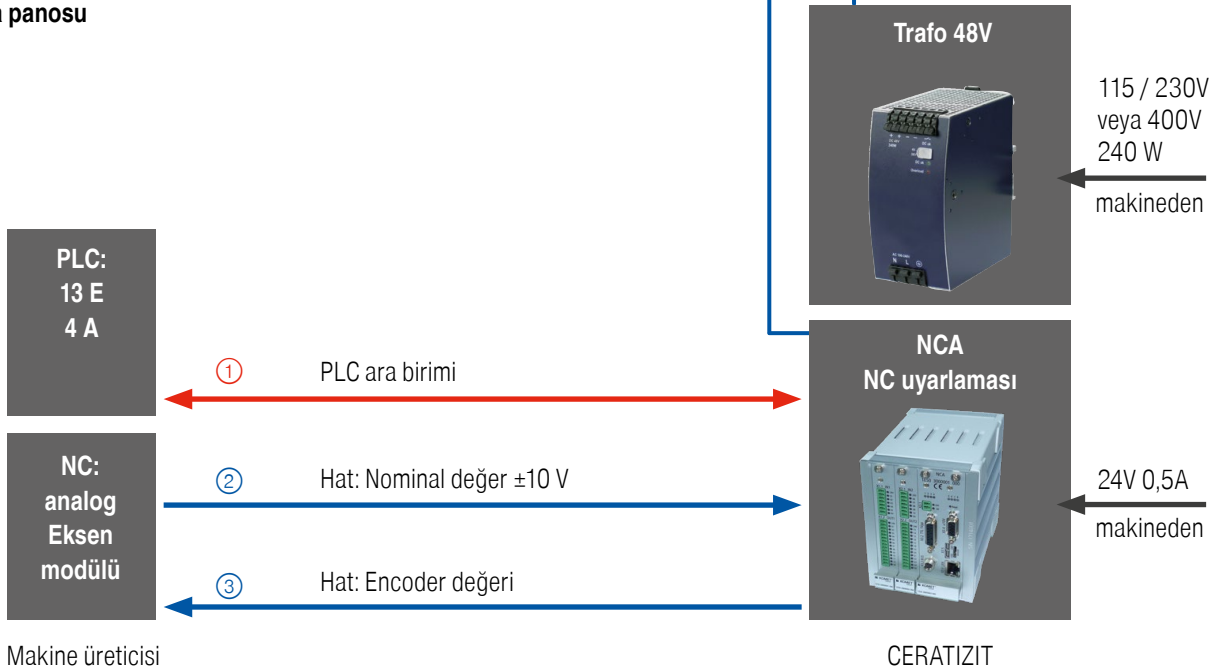 panosu
Trafo 48V
115 / 230V
veya 400V
240 W
makineden
PLC:
13 E
4 A
① PLC ara birimi
NCA
NC uyarlaması
NC:
analog
Eksen
modülü
② Hat: Nominal değer ±10 V
24V 0,5A
makineden
③ Hat: Encoder değeri
Makine üreticisi
CERATIZIT